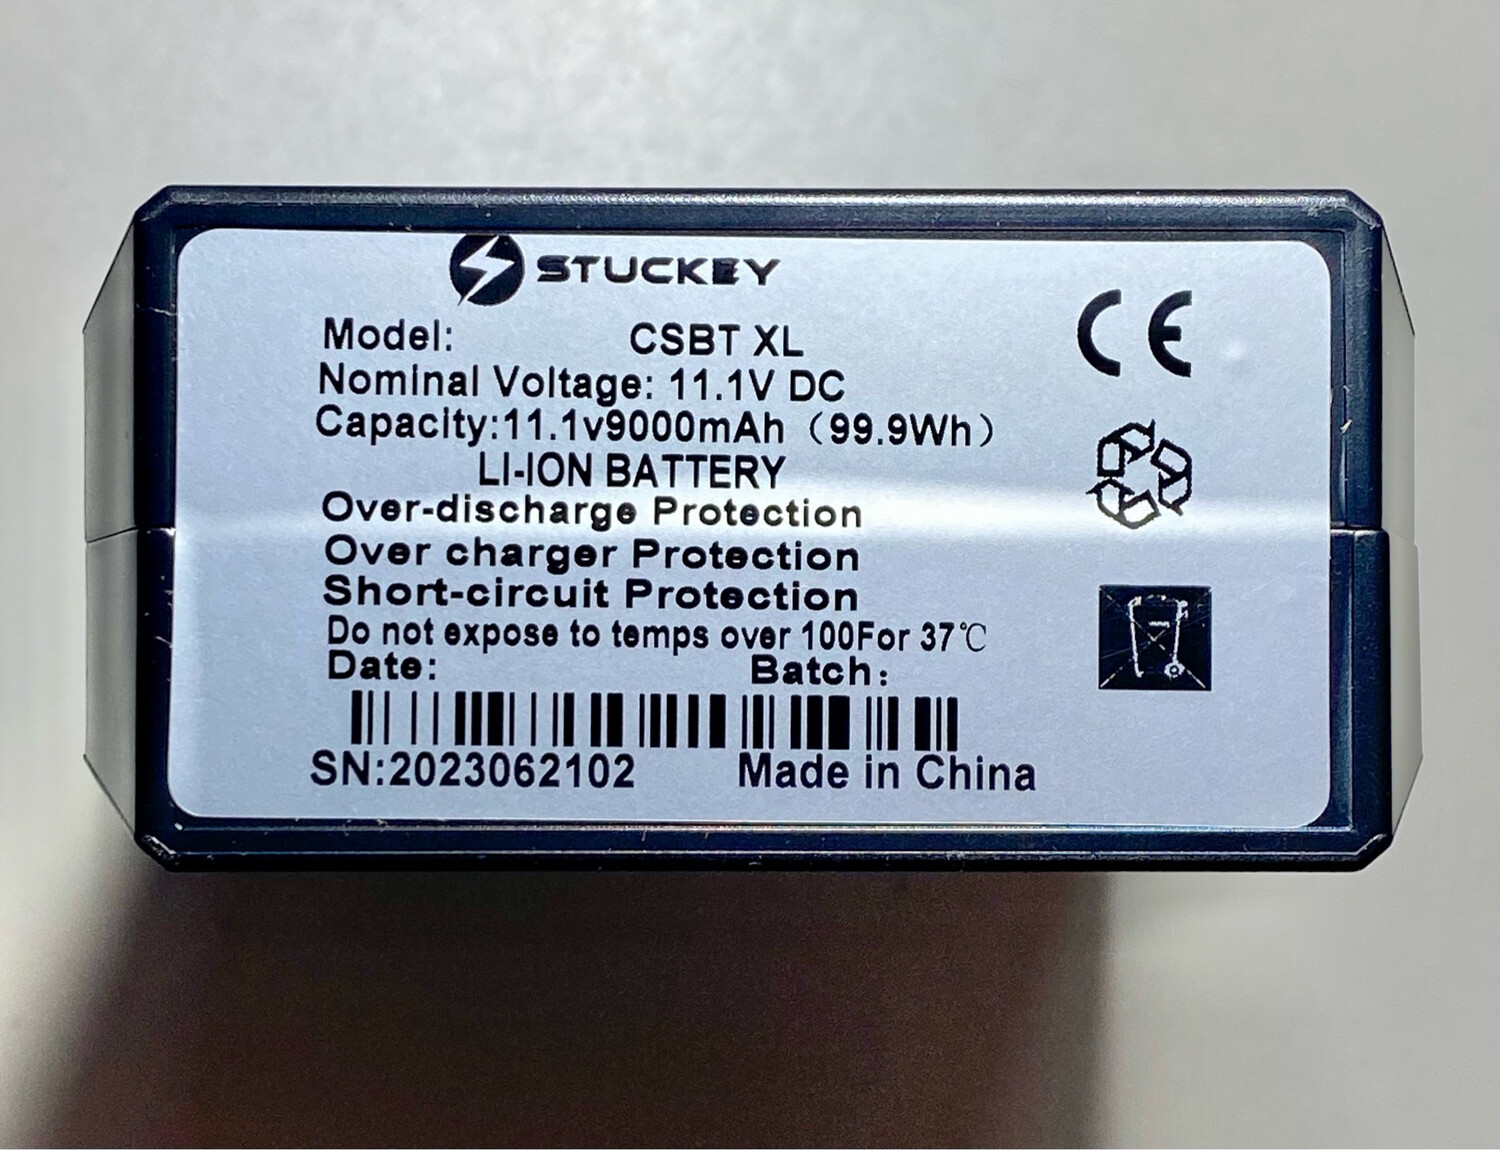 STUCKEY
Model: CSBT XL
Nominal Voltage: 11.1V DC
Capacity:11.1v9000mAh（99.9Wh）
LI-ION BATTERY
Over-discharge Protection
Over charger Protection
Short-circuit Protection
Do not expose to temps over 100For 37℃
Date: Batch:
SN:2023062102 Made in China
CE